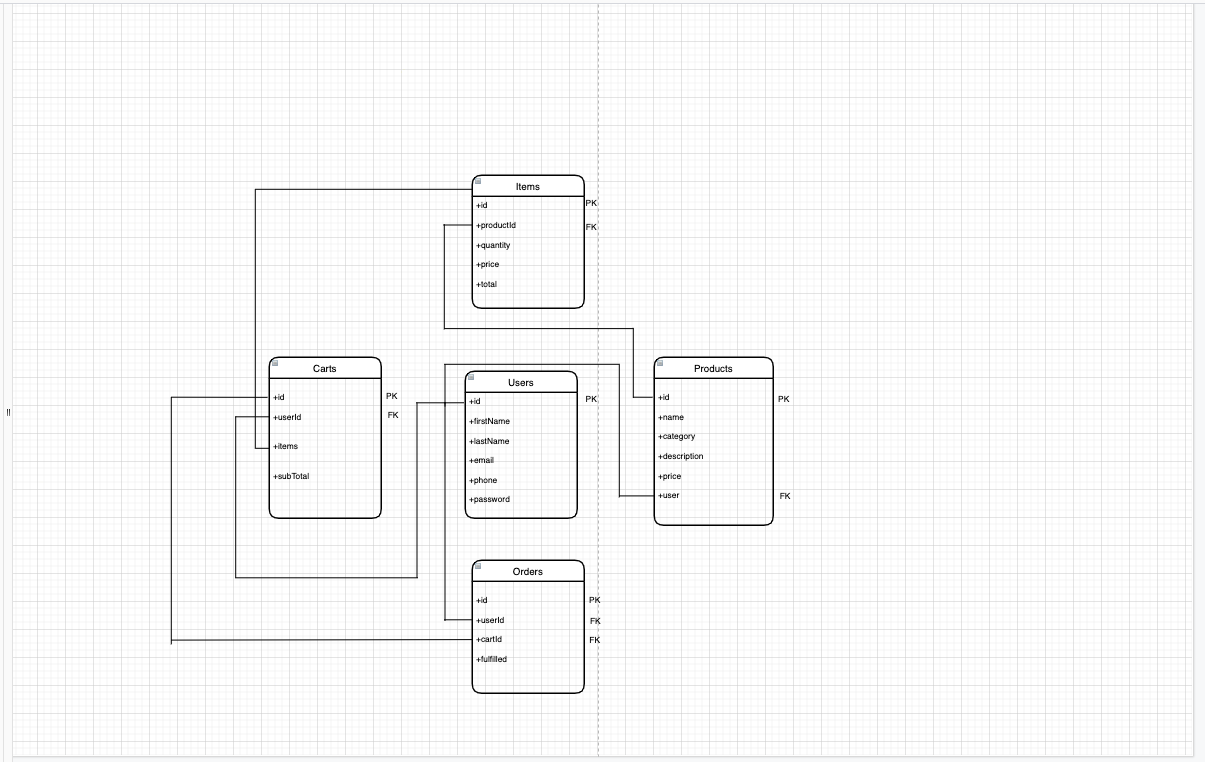 Items
+id PK
+productId FK
+quantity
+price
+total
Carts
+id PK
+userId FK
+items
+subTotal
Users
+id PK
+firstName
+lastName
+email
+phone
+password
Products
+id PK
+name
+category
+description
+price
+user FK
Orders
+id PK
+userId FK
+cartId FK
+fulfilled
!!